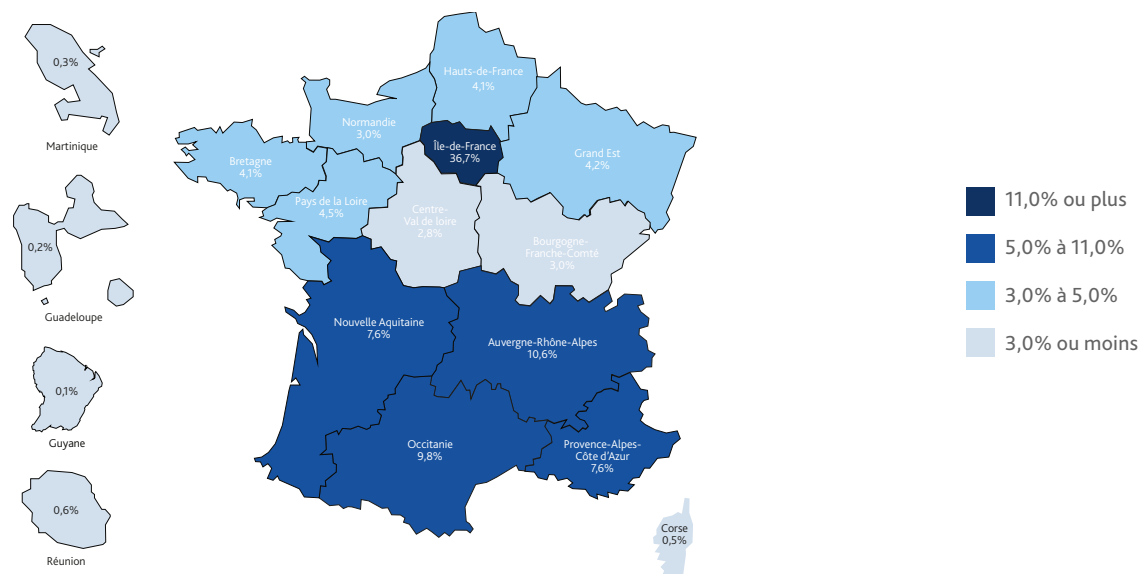 0,3%
Martinique
0,2%
Guadeloupe
0,1%
Guyane
0,6%
Réunion
Hauts-de-France
4,1%
Normandie
3,0%
Île-de-France
36,7%
Grand Est
4,2%
Bretagne
4,1%
Pays de la Loire
4,5%
Centre-
Val de loire
2,8%
Bourgogne-
Franche-Comté
3,0%
Nouvelle Aquitaine
7,6%
Auvergne-Rhône-Alpes
10,6%
Occitanie
9,8%
Provence-Alpes-
Côte d'Azur
7,6%
Corse
0,5%
11,0% ou plus
5,0% à 11,0%
3,0% à 5,0%
3,0% ou moins